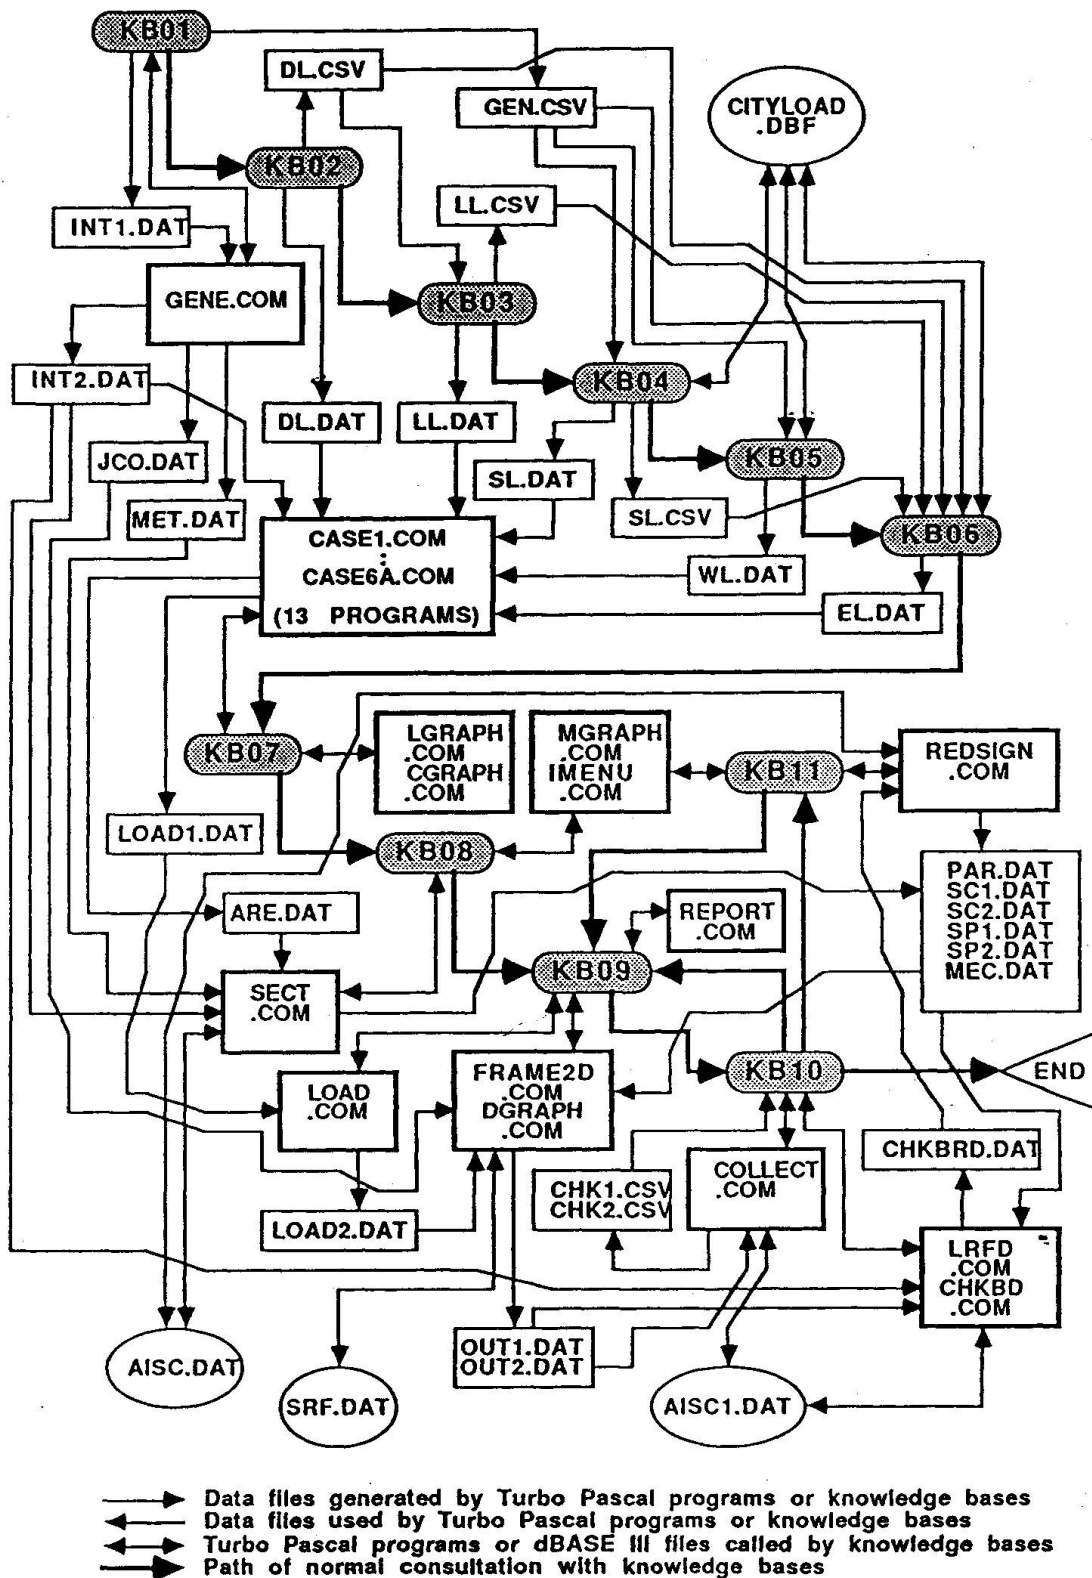 KB01
DL.CSV
GEN.CSV
CITYLOAD
.DBF
KB02
LL.CSV
INT1.DAT
GENE.COM
KB03
INT2.DAT
KB04
DL.DAT
LL.DAT
JCO.DAT
SL.DAT
KB05
MET.DAT
SL.CSV
KB06
CASE1.COM
:
CASE6A.COM
(13 PROGRAMS)
WL.DAT
EL.DAT
KB07
LGRAPH
.COM
CGRAPH
.COM
MGRAPH
.COM
IMENU
.COM
KB11
REDSIGN
.COM
LOAD1.DAT
KB08
PAR.DAT
SC1.DAT
SC2.DAT
SP1.DAT
SP2.DAT
MEC.DAT
ARE.DAT
REPORT
.COM
SECT
.COM
KB09
LOAD
.COM
FRAME2D
.COM
DGRAPH
.COM
KB10
END
CHKBRD.DAT
CHK1.CSV
CHK2.CSV
COLLECT
.COM
LOAD2.DAT
LRFD
.COM
CHKBD
.COM
OUT1.DAT
OUT2.DAT
AISC.DAT
SRF.DAT
AISC1.DAT
Data files generated by Turbo Pascal programs or knowledge bases
Data files used by Turbo Pascal programs or knowledge bases
Turbo Pascal programs or dBASE III files called by knowledge bases
Path of normal consultation with knowledge bases